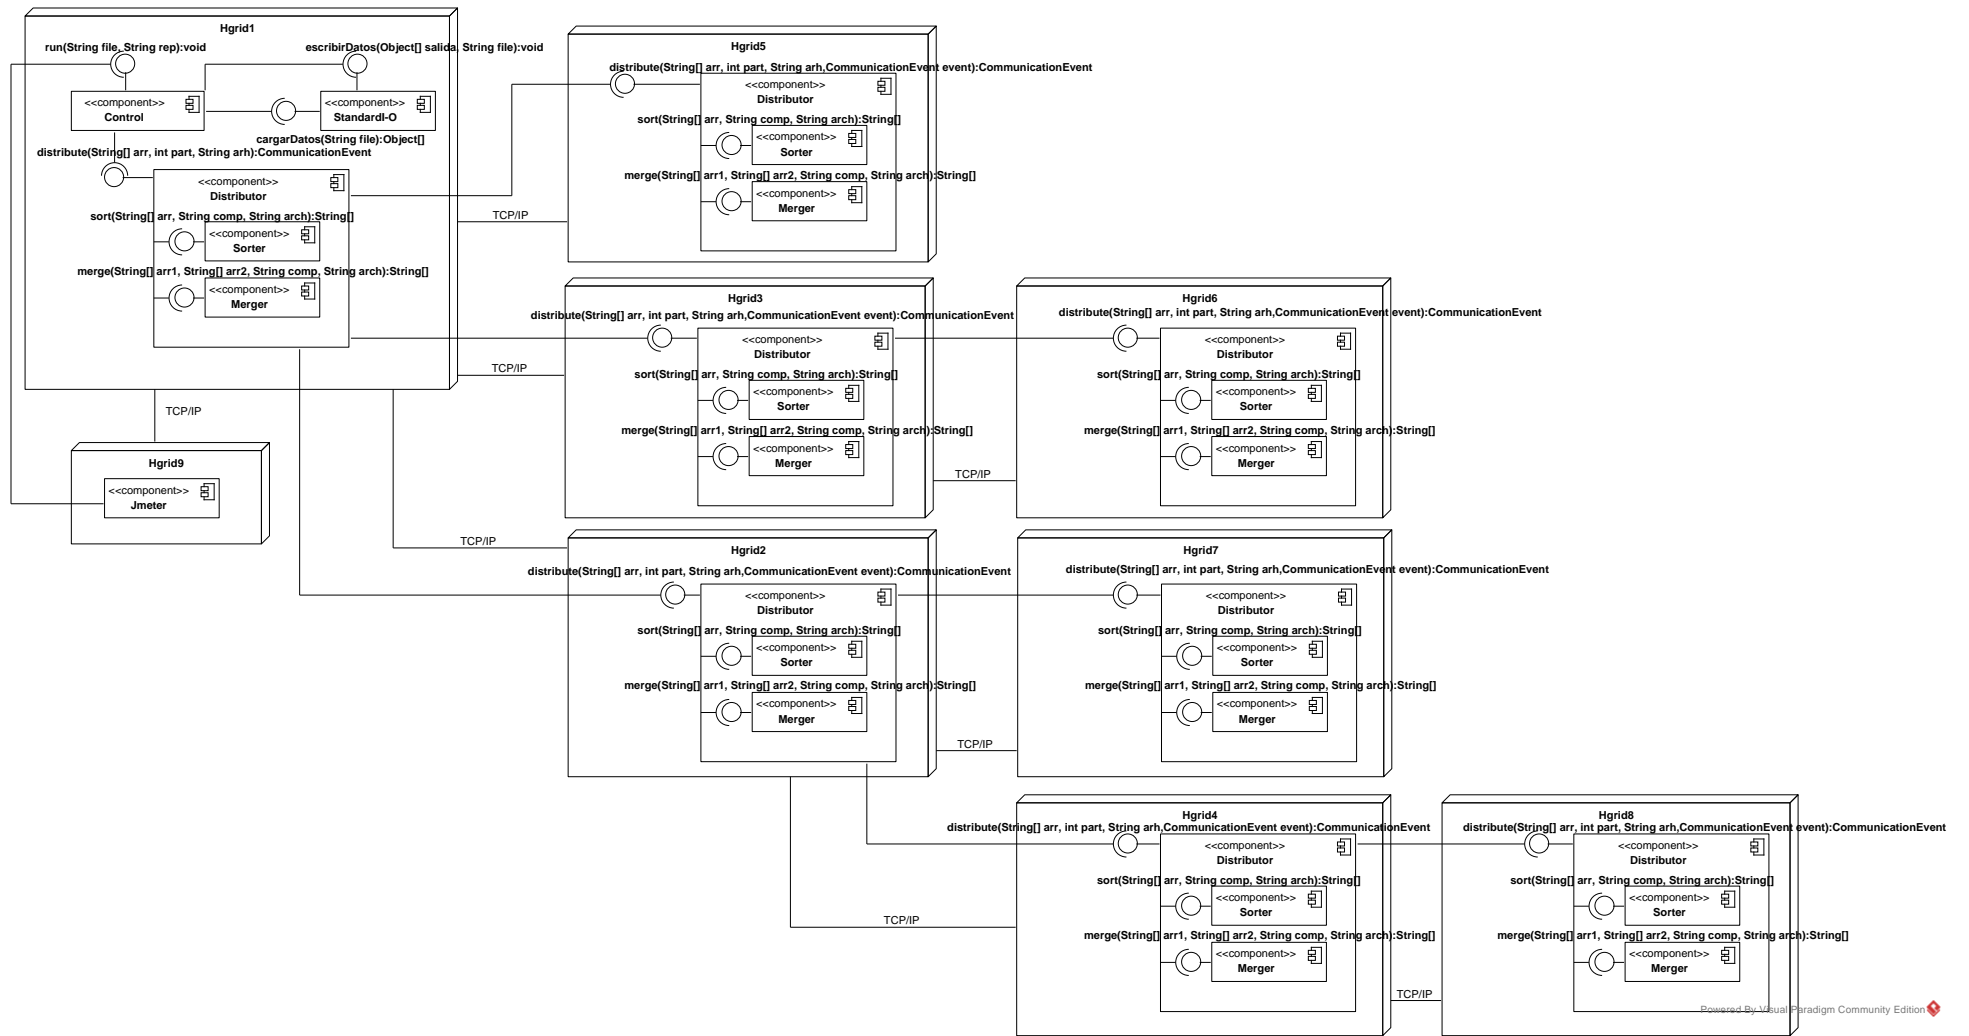 Hgrid1
run(String file, String rep):void
escribirDatos(Object[] salida, String file):void
<<component>>
Control
<<component>>
StandardI-O
cargarDatos(String file):Object[]
distribute(String[] arr, int part, String arh):CommunicationEvent
<<component>>
Distributor
sort(String[] arr, String comp, String arch):String[]
<<component>>
Sorter
merge(String[] arr1, String[] arr2, String comp, String arch):String[]
<<component>>
Merger
TCP/IP
Hgrid5
distribute(String[] arr, int part, String arh,CommunicationEvent event):CommunicationEvent
<<component>>
Distributor
sort(String[] arr, String comp, String arch):String[]
<<component>>
Sorter
merge(String[] arr1, String[] arr2, String comp, String arch):String[]
<<component>>
Merger
TCP/IP
Hgrid3
distribute(String[] arr, int part, String arh,CommunicationEvent event):CommunicationEvent
<<component>>
Distributor
sort(String[] arr, String comp, String arch):String[]
<<component>>
Sorter
merge(String[] arr1, String[] arr2, String comp, String arch):String[]
<<component>>
Merger
TCP/IP
Hgrid6
distribute(String[] arr, int part, String arh,CommunicationEvent event):CommunicationEvent
<<component>>
Distributor
sort(String[] arr, String comp, String arch):String[]
<<component>>
Sorter
merge(String[] arr1, String[] arr2, String comp, String arch):String[]
<<component>>
Merger
TCP/IP
Hgrid9
<<component>>
Jmeter
TCP/IP
Hgrid2
distribute(String[] arr, int part, String arh,CommunicationEvent event):CommunicationEvent
<<component>>
Distributor
sort(String[] arr, String comp, String arch):String[]
<<component>>
Sorter
merge(String[] arr1, String[] arr2, String comp, String arch):String[]
<<component>>
Merger
TCP/IP
Hgrid7
distribute(String[] arr, int part, String arh,CommunicationEvent event):CommunicationEvent
<<component>>
Distributor
sort(String[] arr, String comp, String arch):String[]
<<component>>
Sorter
merge(String[] arr1, String[] arr2, String comp, String arch):String[]
<<component>>
Merger
TCP/IP
Hgrid4
distribute(String[] arr, int part, String arh,CommunicationEvent event):CommunicationEvent
<<component>>
Distributor
sort(String[] arr, String comp, String arch):String[]
<<component>>
Sorter
merge(String[] arr1, String[] arr2, String comp, String arch):String[]
<<component>>
Merger
TCP/IP
Hgrid8
distribute(String[] arr, int part, String arh,CommunicationEvent event):CommunicationEvent
<<component>>
Distributor
sort(String[] arr, String comp, String arch):String[]
<<component>>
Sorter
merge(String[] arr1, String[] arr2, String comp, String arch):String[]
<<component>>
Merger
Powered By Visual Paradigm Community Edition